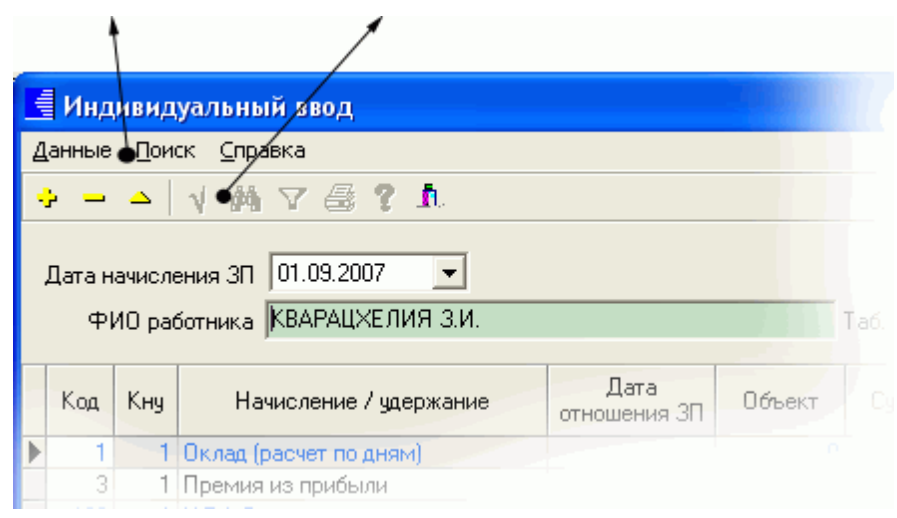 Индивидуальный ввод
Данные Поиск Справка
Дата начисления ЗП 01.09.2007
ФИО работника КВАРАЦХЕЛИЯ З.И. Таб.
Код Кну Начисление / удержание Дата отношения ЗП Объект
1 1 Оклад (расчет по дням) 0
3 1 Премия из прибыли